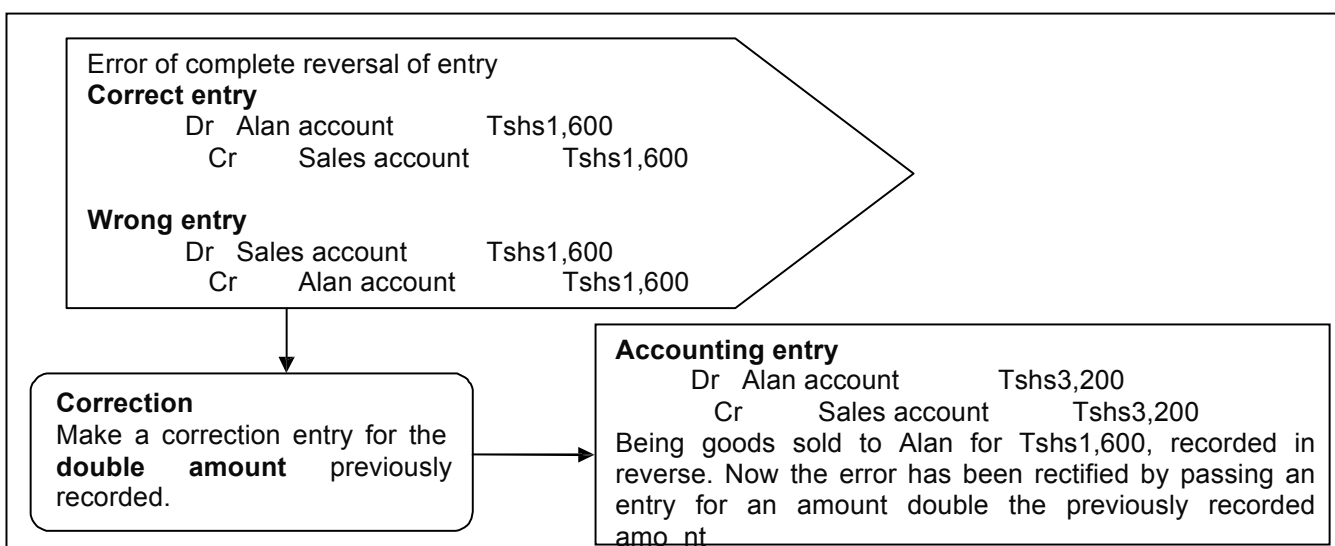 Error of complete reversal of entry
Correct entry
Dr Alan account Tshs1,600
Cr Sales account Tshs1,600
Wrong entry
Dr Sales account Tshs1,600
Cr Alan account Tshs1,600
Correction
Make a correction entry for the
double amount previously
recorded.
Accounting entry
Dr Alan account Tshs3,200
Cr Sales account Tshs3,200
Being goods sold to Alan for Tshs1,600, recorded in
reverse. Now the error has been rectified by passing an
entry for an amount double the previously recorded
amo nt